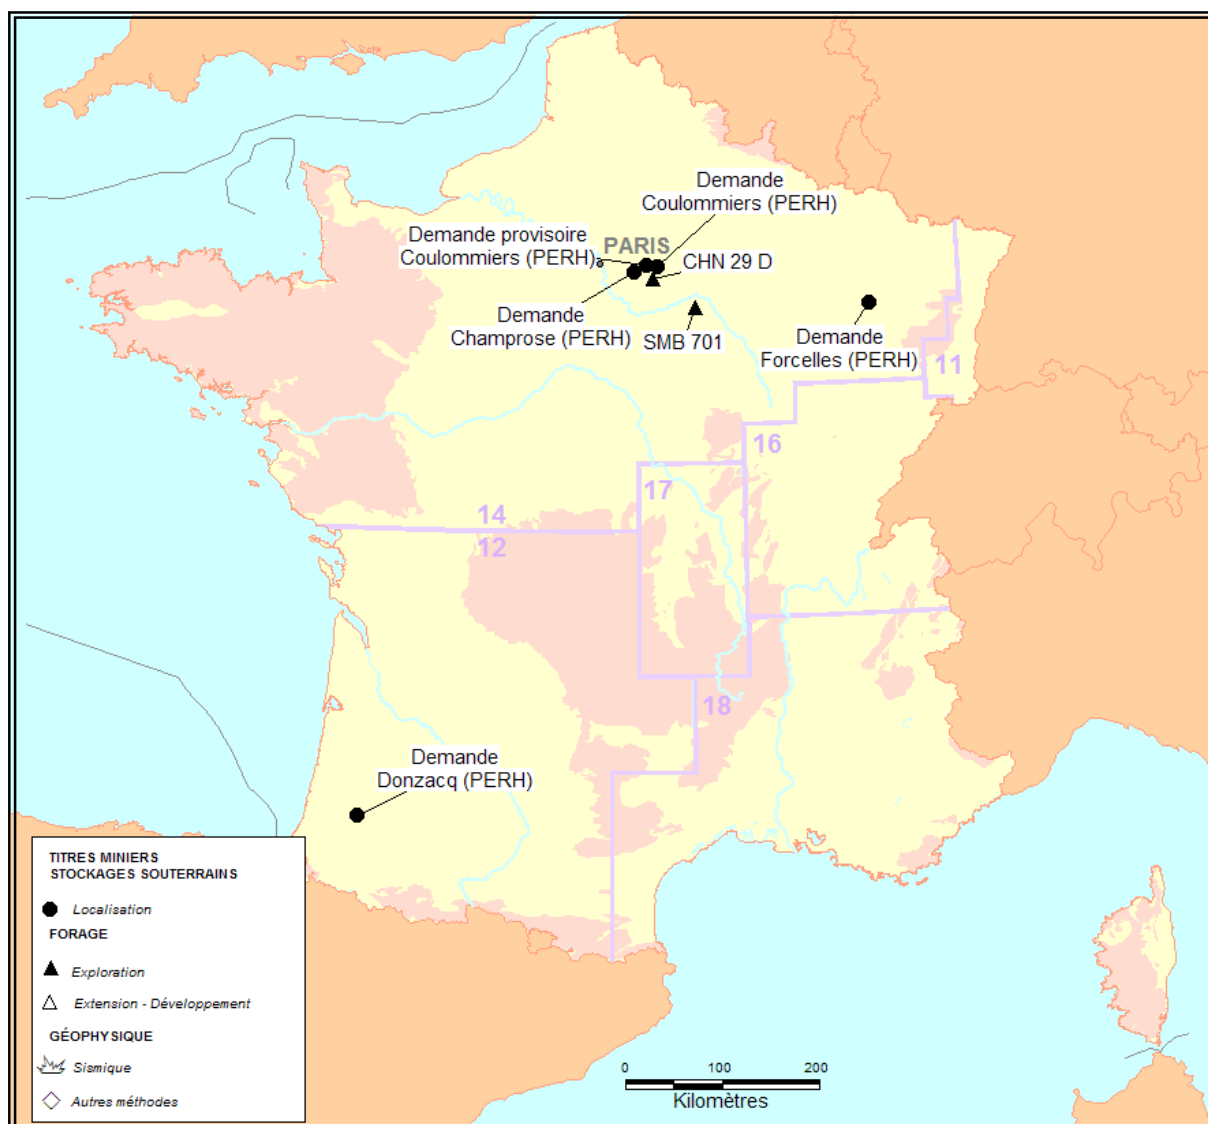 Demande
Coulommiers (PERH)
Demande provisoire
Coulommiers (PERH)
PARIS
CHN 29 D
Demande
Champrose (PERH)
SMB 701
Demande
Forcelles (PERH)
11
16
17
14
12
18
Demande
Donzacq (PERH)
TITRES MINIERS
STOCKAGES SOUTERRAINS
Localisation
FORAGE
Exploration
Extension - Développement
GÉOPHYSIQUE
Sismique
Autres méthodes
0 100 200
Kilomètres